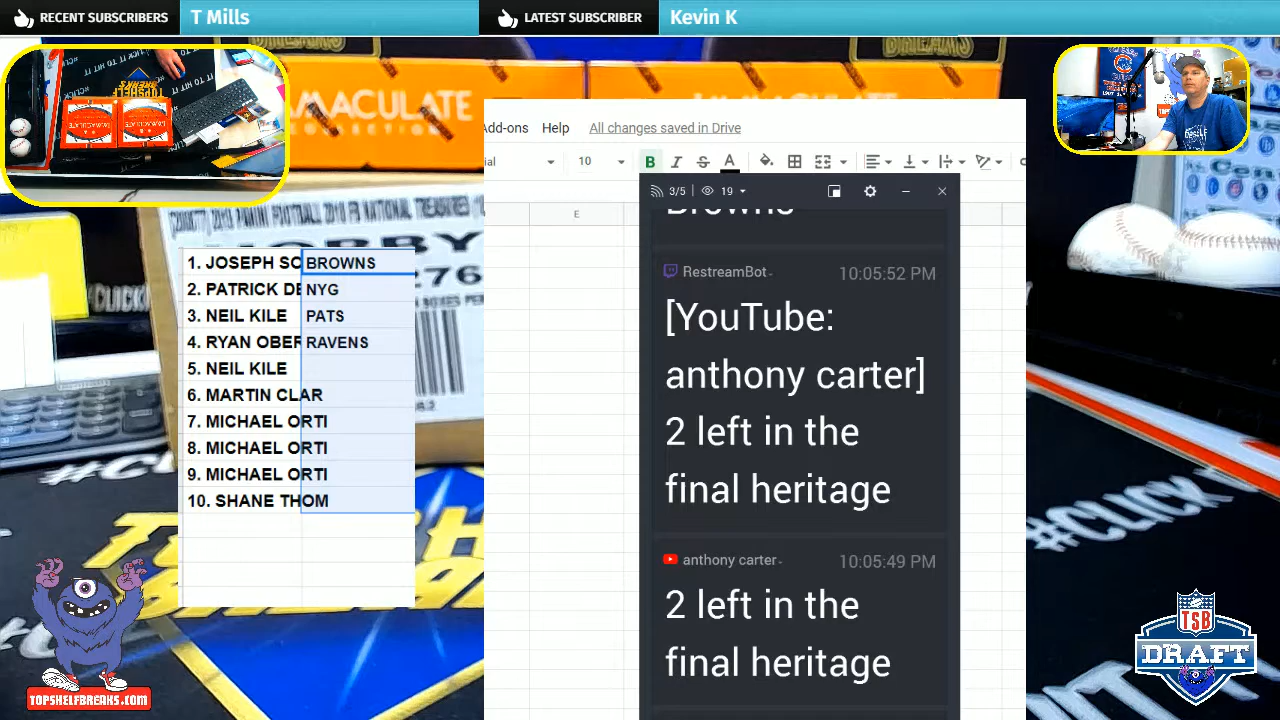 RECENT SUBSCRIBERS
T Mills
LATEST SUBSCRIBER
Kevin K
DREAMS
IMMACULATE
COLLECTION
Add-ons Help All changes saved in Drive
10 B I S A
E
3/5 19
Browns
RestreamBot - 10:05:52 PM
[YouTube:
anthony carter]
2 left in the
final heritage
anthony carter - 10:05:49 PM
2 left in the
final heritage
1. JOSEPH SC BROWNS
2. PATRICK DE NYG
3. NEIL KILE PATS
4. RYAN OBER RAVENS
5. NEIL KILE
6. MARTIN CLAR
7. MICHAEL ORTI
8. MICHAEL ORTI
9. MICHAEL ORTI
10. SHANE THOM
TOPSHELFBREAKS.COM
TSB
DRAFT